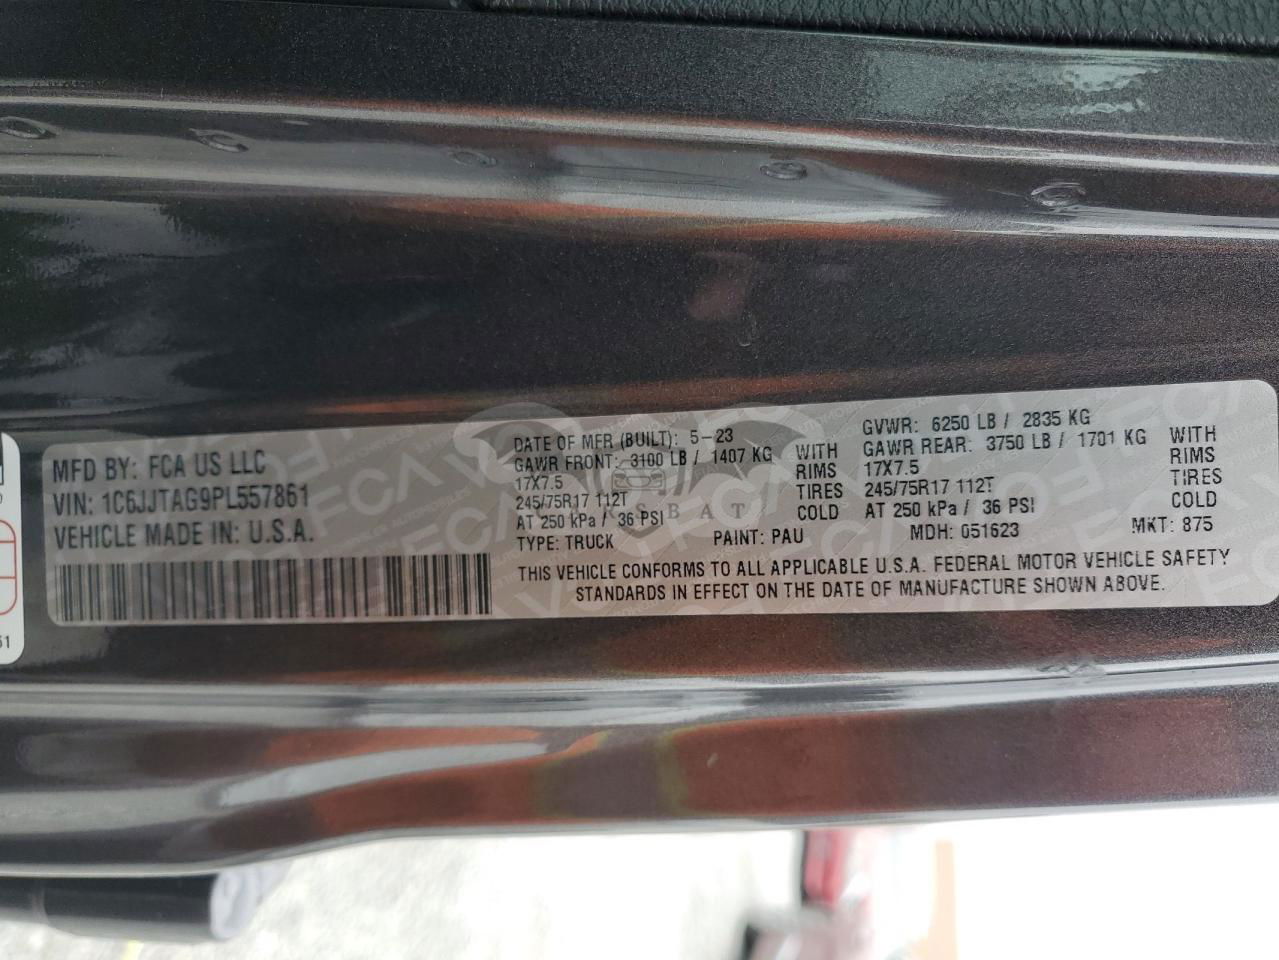 MFD BY: FCA US LLC
VIN: 1C6JJTAG9PL557861
VEHICLE MADE IN: U.S.A.
DATE OF MFR (BUILT): 5-23
GAWR FRONT: 3100 LB / 1407 KG WITH
17X7.5 RIMS
245/75R17 112T TIRES
AT 250 kPa / 36 PSI COLD
TYPE: TRUCK PAINT: PAU
GVWR: 6250 LB / 2835 KG
GAWR REAR: 3750 LB / 1701 KG WITH
17X7.5 RIMS
245/75R17 112T TIRES
AT 250 kPa / 36 PSI COLD
MDH: 051623 MKT: 875
THIS VEHICLE CONFORMS TO ALL APPLICABLE U.S.A. FEDERAL MOTOR VEHICLE SAFETY
STANDARDS IN EFFECT ON THE DATE OF MANUFACTURE SHOWN ABOVE.